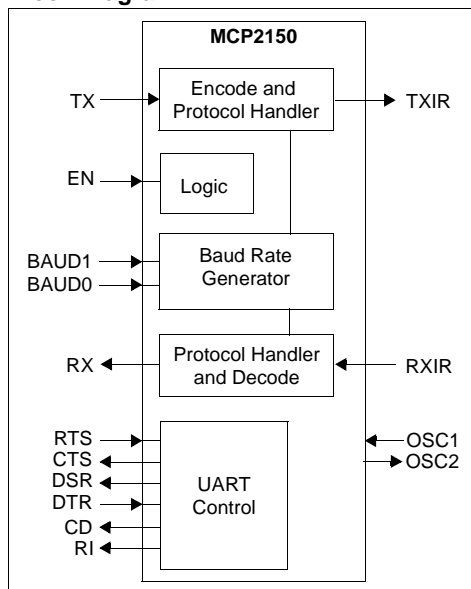 MCP2150
TX
Encode and
Protocol Handler
TXIR
EN
Logic
BAUD1
BAUD0
Baud Rate
Generator
RX
Protocol Handler
and Decode
RXIR
RTS
CTS
DSR
DTR
CD
RI
UART
Control
OSC1
OSC2